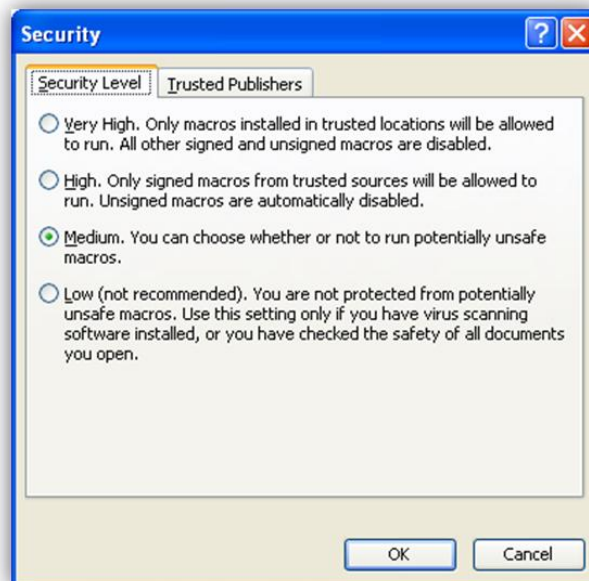 Security
Security Level Trusted Publishers
Very High. Only macros installed in trusted locations will be allowed
to run. All other signed and unsigned macros are disabled.
High. Only signed macros from trusted sources will be allowed to
run. Unsigned macros are automatically disabled.
Medium. You can choose whether or not to run potentially unsafe
macros.
Low (not recommended). You are not protected from potentially
unsafe macros. Use this setting only if you have virus scanning
software installed, or you have checked the safety of all documents
you open.
OK Cancel